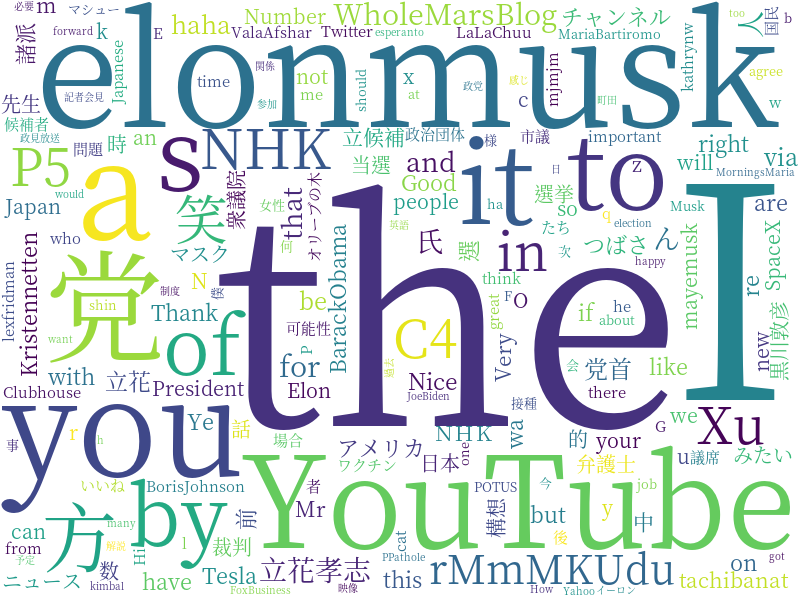 必要
マシュー
m
too
b
elonmusk
WholeMarsBlog
チャンネル
人
国民
諸派
forward
k
E
haha
Number
ValaAfshar
Twitter
esperanto
LaLaChuu
MariaBartiromo
kathrynw
agree
Japanese
time
関係
not
me
x
at
should
政党
c
感じ
mjmjm
町田
w
先生
記者会見
参加
候補者
政見放送
問題
時
an
s
NHK
立候補
政治団体
様
市議
important
right
via
P5
a
would
it
to
z
日
will
MorningsMaria
Japan
笑
衆議院
女性
that
オリーブの木
当選
Good
people
and
ha
選挙
so
q
election
Musk
are
who
何
英語
氏
選
in
たち
次
つばさ
ん
happy
mayemusk
SpaceX
re
党
マスク
N
僕
the
I
lexfridman
Kristennetten
shin
制度
be
BarackObama
think
F
O
he
if
about
great
new
黒川敦彦
want
Thank
of
可能性
P
for
過去
C4
Very
会
党首
like
with
立花
President
Elon
Nice
JoeBiden
there
Clubhouse
you
Ye
話
r
h
場合
アメリカ
NHK
接種
wa
的
your
G
we
Xu
事
いいね
ワクチン
日本
one
YouTube
弁護士
u
議席
みたい
BorisJohnson
by
者
POTUS
今
job
can
方
many
解説
Hi
前
Mr
構想
but
y
中
from
予定
l
裁判
cat
後
on
ニュース
数
have
Tesla
立花孝志
this
PPathole
rMmMKUdu
tachibanat
got
kimbal
FoxBusiness
映像
How
Yahoo
イーロン